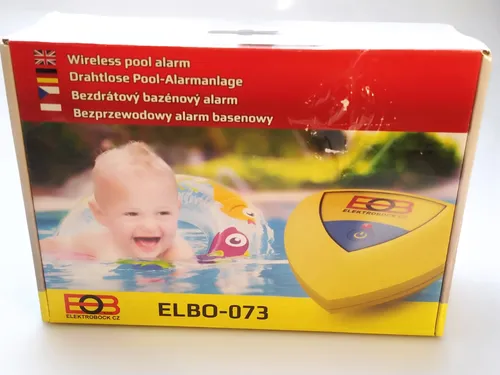 Wireless pool alarm
Drahtlose Pool-Alarmanlage
Bezdrátový bazénový alarm
Bezprzewodowy alarm basenowy
EOB
ELEKTROBOCK CZ
EOB
ELEKTROBOCK CZ
ELBO-073